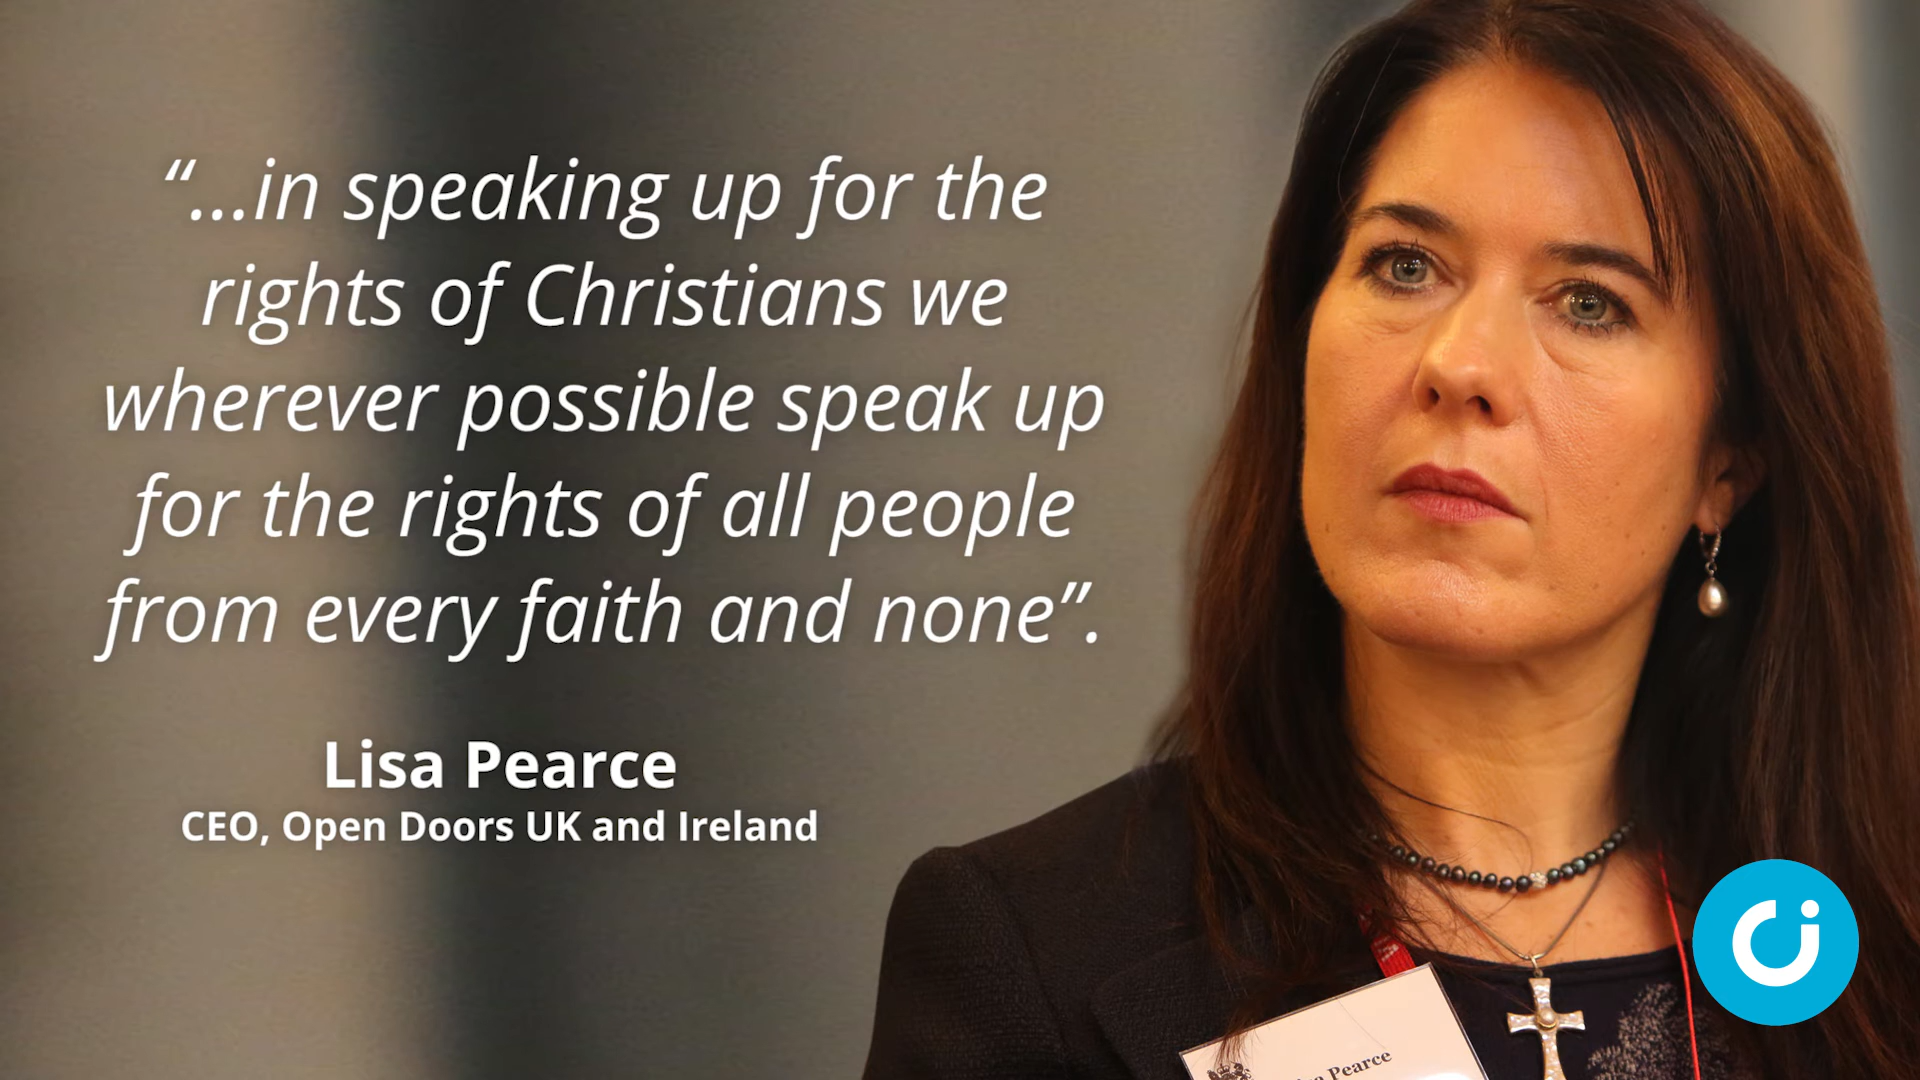 “...in speaking up for the
rights of Christians we
wherever possible speak up
for the rights of all people
from every faith and none”.
Lisa Pearce
CEO, Open Doors UK and Ireland
Pearce